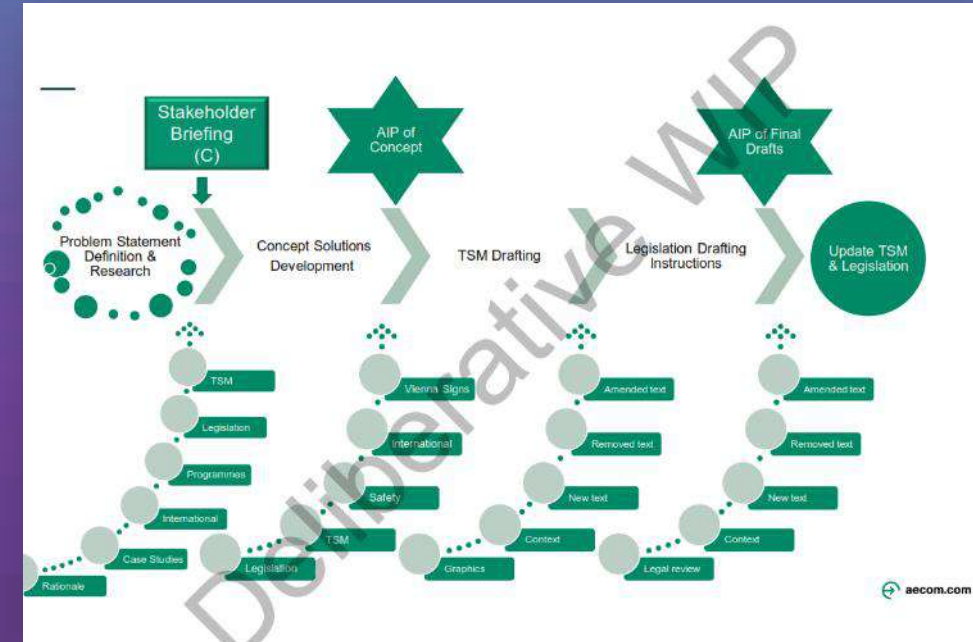 Stakeholder
Briefing
(C)
AIP of
Concept
AIP of Final
Drafts
Problem Statement
Definition &
Research
Concept Solutions
Development
TSM Drafting
Legislation Drafting
Instructions
Update TSM
& Legislation
TSM
Legislation
Programmes
International
Case Studies
Rationale
Vienna Signs
International
Safety
TSM
Legislation
Amended text
Removed text
New text
Context
Graphics
Amended text
Removed text
New text
Context
Legal review
Deliberative WIP
aecom.com